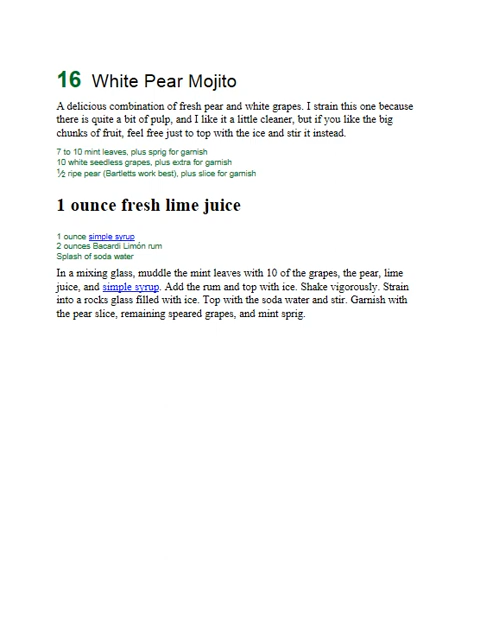 16 White Pear Mojito
A delicious combination of fresh pear and white grapes. I strain this one because
there is quite a bit of pulp, and I like it a little cleaner, but if you like the big
chunks of fruit, feel free just to top with the ice and stir it instead.
7 to 10 mint leaves, plus sprig for garnish
10 white seedless grapes, plus extra for garnish
½ ripe pear (Bartletts work best), plus slice for garnish
1 ounce fresh lime juice
1 ounce simple syrup
2 ounces Bacardi Limón rum
Splash of soda water
In a mixing glass, muddle the mint leaves with 10 of the grapes, the pear, lime
juice, and simple syrup. Add the rum and top with ice. Shake vigorously. Strain
into a rocks glass filled with ice. Top with the soda water and stir. Garnish with
the pear slice, remaining speared grapes, and mint sprig.